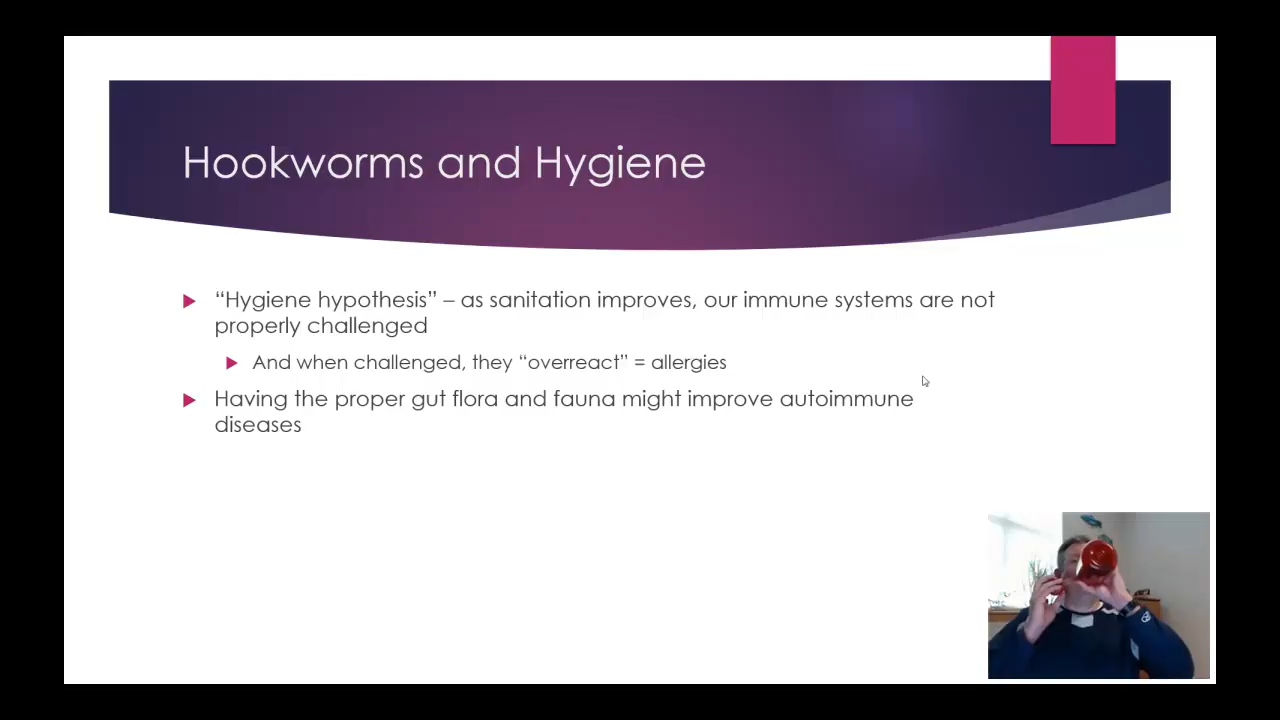 Hookworms and Hygiene
“Hygiene hypothesis” – as sanitation improves, our immune systems are not
properly challenged
And when challenged, they “overreact” = allergies
Having the proper gut flora and fauna might improve autoimmune
diseases